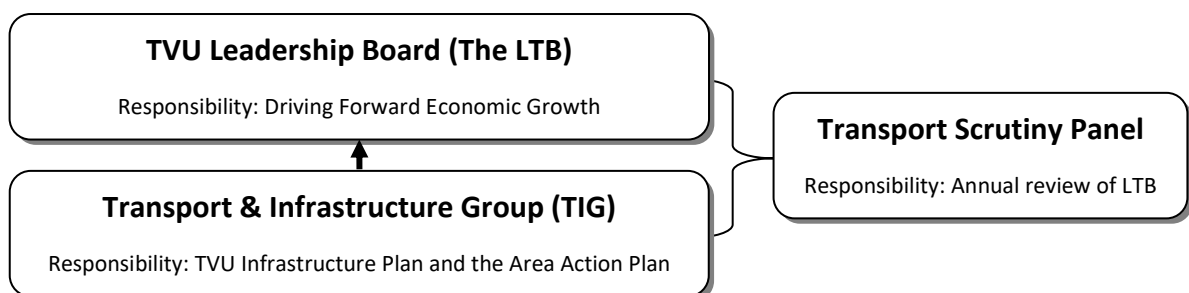 TVU Leadership Board (The LTB)
Responsibility: Driving Forward Economic Growth
Transport & Infrastructure Group (TIG)
Responsibility: TVU Infrastructure Plan and the Area Action Plan
Transport Scrutiny Panel
Responsibility: Annual review of LTB